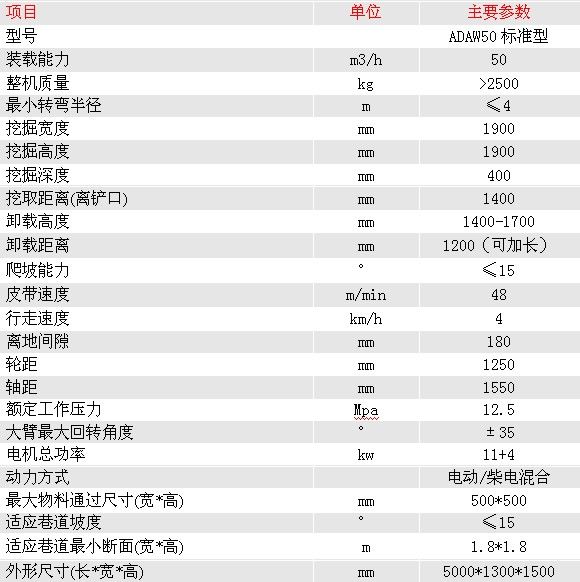 项目 单位 主要参数
型号 ADAW50 标准型
装载能力 m3/h 50
整机质量 kg >2500
最小转弯半径 m ≤4
挖掘宽度 mm 1900
挖掘高度 mm 1900
挖掘深度 mm 400
挖取距离(离铲口) mm 1400
卸载高度 mm 1400-1700
卸载距离 mm 1200（可加长）
爬坡能力 ° ≤15
皮带速度 m/min 48
行走速度 km/h 4
离地间隙 mm 180
轮距 mm 1250
轴距 mm 1550
额定工作压力 Mpa 12.5
大臂最大回转角度 ° ±35
电机总功率 kw 11+4
动力方式 电动/柴电混合
最大物料通过尺寸(宽*高) mm 500*500
适应巷道坡度 ° ≤15
适应巷道最小断面(宽*高) m 1.8*1.8
外形尺寸(长*宽*高) mm 5000*1300*1500